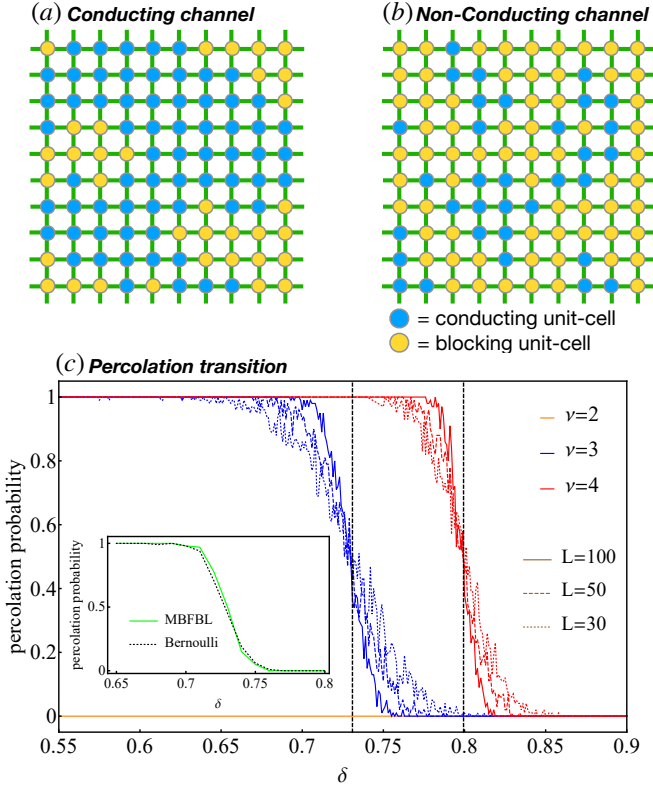 (a) Conducting channel
(b) Non-Conducting channel
= conducting unit-cell
= blocking unit-cell
(c) Percolation transition
percolation probability
1
0.8
0.6
0.4
0.2
0
0.55
0.6
0.65
0.7
0.75
0.8
0.85
0.9
δ
ν=2
ν=3
ν=4
L=100
L=50
L=30
percolation probability
1
0.5
0
0.65
0.7
0.75
0.8
δ
MBFBL
Bernoulli